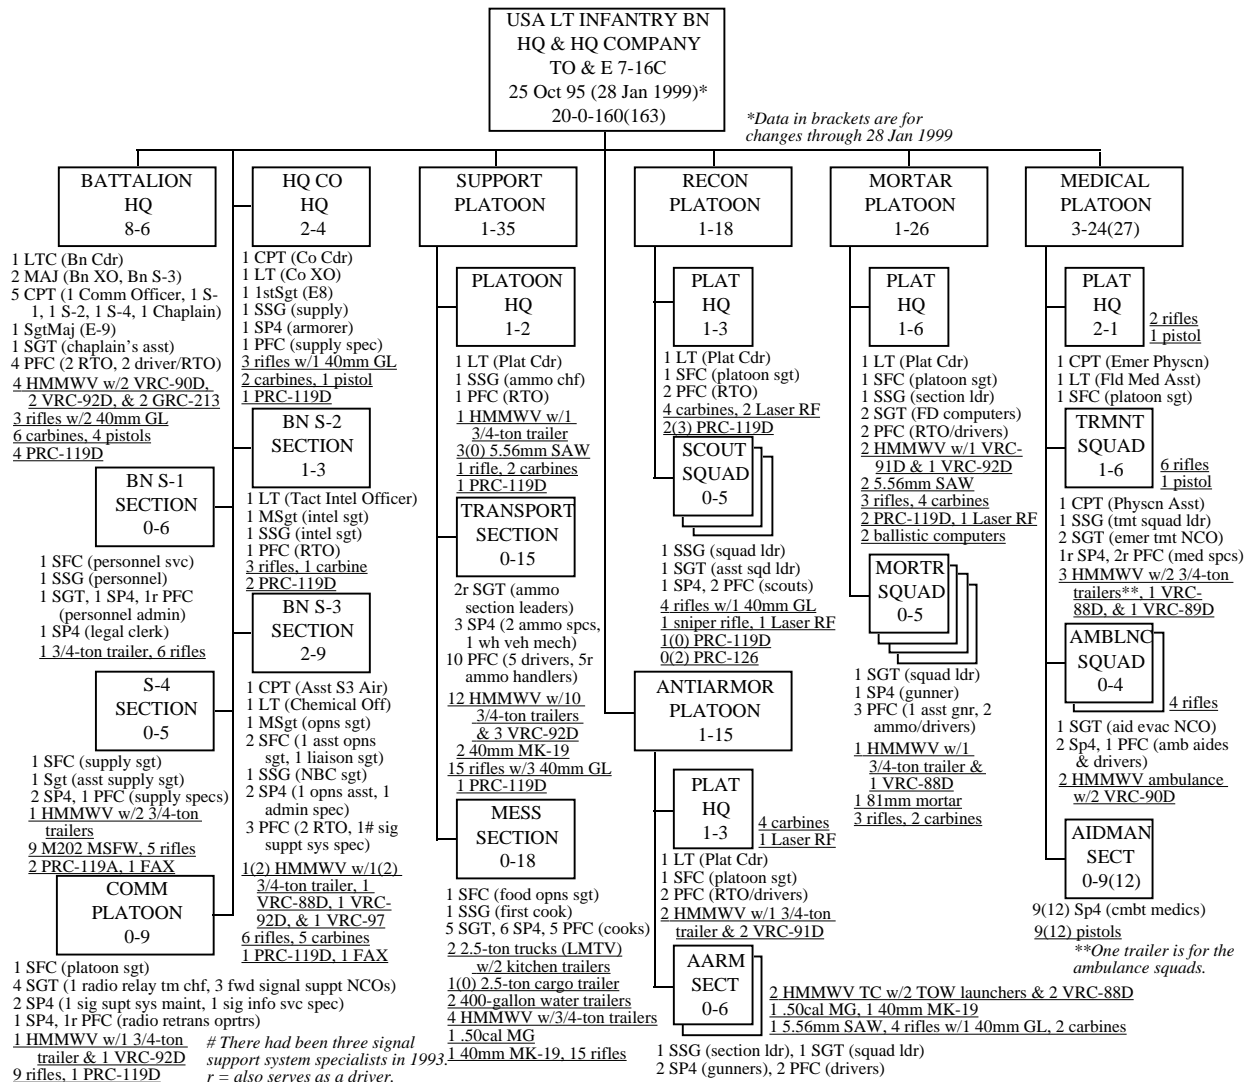 USA LT INFANTRY BN
HQ & HQ COMPANY
TO & E 7-16C
25 Oct 95 (28 Jan 1999)*
20-0-160(163)
*Data in brackets are for
changes through 28 Jan 1999
BATTALION
HQ
8-6
1 LTC (Bn Cdr)
2 MAJ (Bn XO, Bn S-3)
5 CPT (1 Comm Officer, 1 S-
1, 1 S-2, 1 S-4, 1 Chaplain)
1 SgtMaj (E-9)
1 SGT (chaplain's asst)
4 PFC (2 RTO, 2 driver/RTO)
4 HMMWV w/2 VRC-90D,
2 VRC-92D, & 2 GRC-213
3 rifles w/2 40mm GL
6 carbines, 4 pistols
4 PRC-119D
BN S-1
SECTION
0-6
1 SFC (personnel svc)
1 SSG (personnel)
1 SGT, 1 SP4, 1r PFC
(personnel admin)
1 SP4 (legal clerk)
1 3/4-ton trailer, 6 rifles
S-4
SECTION
0-5
1 SFC (supply sgt)
1 Sgt (asst supply sgt)
2 SP4, 1 PFC (supply specs)
1 HMMWV w/2 3/4-ton
trailers
9 M202 MSFW, 5 rifles
2 PRC-119A, 1 FAX
COMM
PLATOON
0-9
1 SFC (platoon sgt)
4 SGT (1 radio relay tm chf, 3 fwd signal suppt NCOs)
2 SP4 (1 sig supt sys maint, 1 sig info svc spec)
1 SP4, 1r PFC (radio retrans oprtrs)
1 HMMWV w/1 3/4-ton
trailer & 1 VRC-92D
9 rifles, 1 PRC-119D
# There had been three signal
support system specialists in 1993.
r = also serves as a driver.
HQ CO
HQ
2-4
1 CPT (Co Cdr)
1 LT (Co XO)
1 1stSgt (E8)
1 SSG (supply)
1 SP4 (armorer)
1 PFC (supply spec)
3 rifles w/1 40mm GL
2 carbines, 1 pistol
1 PRC-119D
BN S-2
SECTION
1-3
1 LT (Tact Intel Officer)
1 MSgt (intel sgt)
1 SSG (intel sgt)
1 PFC (RTO)
3 rifles, 1 carbine
2 PRC-119D
BN S-3
SECTION
2-9
1 CPT (Asst S3 Air)
1 LT (Chemical Off)
1 MSgt (opns sgt)
2 SFC (1 asst opns
sgt, 1 liaison sgt)
1 SSG (NBC sgt)
2 SP4 (1 opns asst, 1
admin spec)
3 PFC (2 RTO, 1# sig
suppt sys spec)
1(2) HMMWV w/1(2)
3/4-ton trailer, 1
VRC-88D, 1 VRC-
92D, & 1 VRC-97
6 rifles, 5 carbines
1 PRC-119D, 1 FAX
SUPPORT
PLATOON
1-35
PLATOON
HQ
1-2
1 LT (Plat Cdr)
1 SSG (ammo chf)
1 PFC (RTO)
1 HMMWV w/1
3/4-ton trailer
3(0) 5.56mm SAW
1 rifle, 2 carbines
1 PRC-119D
TRANSPORT
SECTION
0-15
2r SGT (ammo
section leaders)
3 SP4 (2 ammo spcs,
1 wh veh mech)
10 PFC (5 drivers, 5r
ammo handlers)
12 HMMWV w/10
3/4-ton trailers
& 3 VRC-92D
2 40mm MK-19
15 rifles w/3 40mm GL
1 PRC-119D
MESS
SECTION
0-18
1 SFC (food opns sgt)
1 SSG (first cook)
5 SGT, 6 SP4, 5 PFC (cooks)
2 2.5-ton trucks (LMTV)
w/2 kitchen trailers
1(0) 2.5-ton cargo trailer
2 400-gallon water trailers
4 HMMWV w/3/4-ton trailers
1 .50cal MG
1 40mm MK-19, 15 rifles
RECON
PLATOON
1-18
PLAT
HQ
1-3
1 LT (Plat Cdr)
1 SFC (platoon sgt)
2 PFC (RTO)
4 carbines, 2 Laser RF
2(3) PRC-119D
SCOUT
SQUAD
0-5
1 SSG (squad ldr)
1 SGT (asst sqd ldr)
1 SP4, 2 PFC (scouts)
4 rifles w/1 40mm GL
1 sniper rifle, 1 Laser RF
1(0) PRC-119D
0(2) PRC-126
ANTIARMOR
PLATOON
1-15
PLAT
HQ
1-3
4 carbines
1 Laser RF
1 LT (Plat Cdr)
1 SFC (platoon sgt)
2 PFC (RTO/drivers)
2 HMMWV w/1 3/4-ton
trailer & 2 VRC-91D
AARM
SECT
0-6
2 HMMWV TC w/2 TOW launchers & 2 VRC-88D
1 .50cal MG, 1 40mm MK-19
1 5.56mm SAW, 4 rifles w/1 40mm GL, 2 carbines
1 SSG (section ldr), 1 SGT (squad ldr)
2 SP4 (gunners), 2 PFC (drivers)
MORTAR
PLATOON
1-26
PLAT
HQ
1-6
1 LT (Plat Cdr)
1 SFC (platoon sgt)
1 SSG (section ldr)
2 SGT (FD computers)
2 PFC (RTO/drivers)
2 HMMWV w/1 VRC-
91D & 1 VRC-92D
2 5.56mm SAW
3 rifles, 4 carbines
2 PRC-119D, 1 Laser RF
2 ballistic computers
MORTR
SQUAD
0-5
1 SGT (squad ldr)
1 SP4 (gunner)
3 PFC (1 asst gnr, 2
ammo/drivers)
1 HMMWV w/1
3/4-ton trailer &
1 VRC-88D
1 81mm mortar
3 rifles, 2 carbines
MEDICAL
PLATOON
3-24(27)
PLAT
HQ
2-1
2 rifles
1 pistol
1 CPT (Emer Physcn)
1 LT (Fld Med Asst)
1 SFC (platoon sgt)
TRMNT
SQUAD
1-6
6 rifles
1 pistol
1 CPT (Physcn Asst)
1 SSG (tmt squad ldr)
2 SGT (emer tmt NCO)
1r SP4, 2r PFC (med spcs)
3 HMMWV w/2 3/4-ton
trailers**, 1 VRC-
88D, & 1 VRC-89D
AMBLNC
SQUAD
0-4
4 rifles
1 SGT (aid evac NCO)
2 Sp4, 1 PFC (amb aides
& drivers)
2 HMMWV ambulance
w/2 VRC-90D
AIDMAN
SECT
0-9(12)
9(12) Sp4 (cmbt medics)
9(12) pistols
**One trailer is for the
ambulance squads.